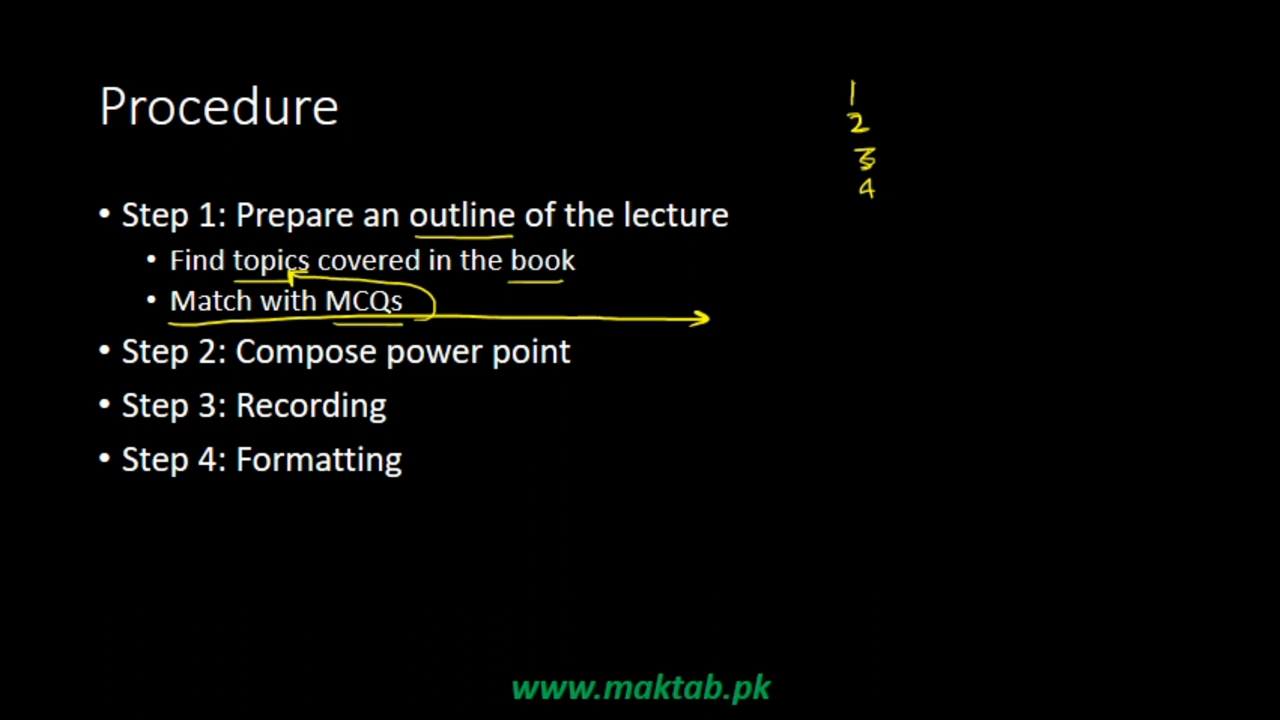 Procedure
1
2
3
4
• Step 1: Prepare an outline of the lecture
• Find topics covered in the book
• Match with MCQs
• Step 2: Compose power point
• Step 3: Recording
• Step 4: Formatting
www.maktab.pk